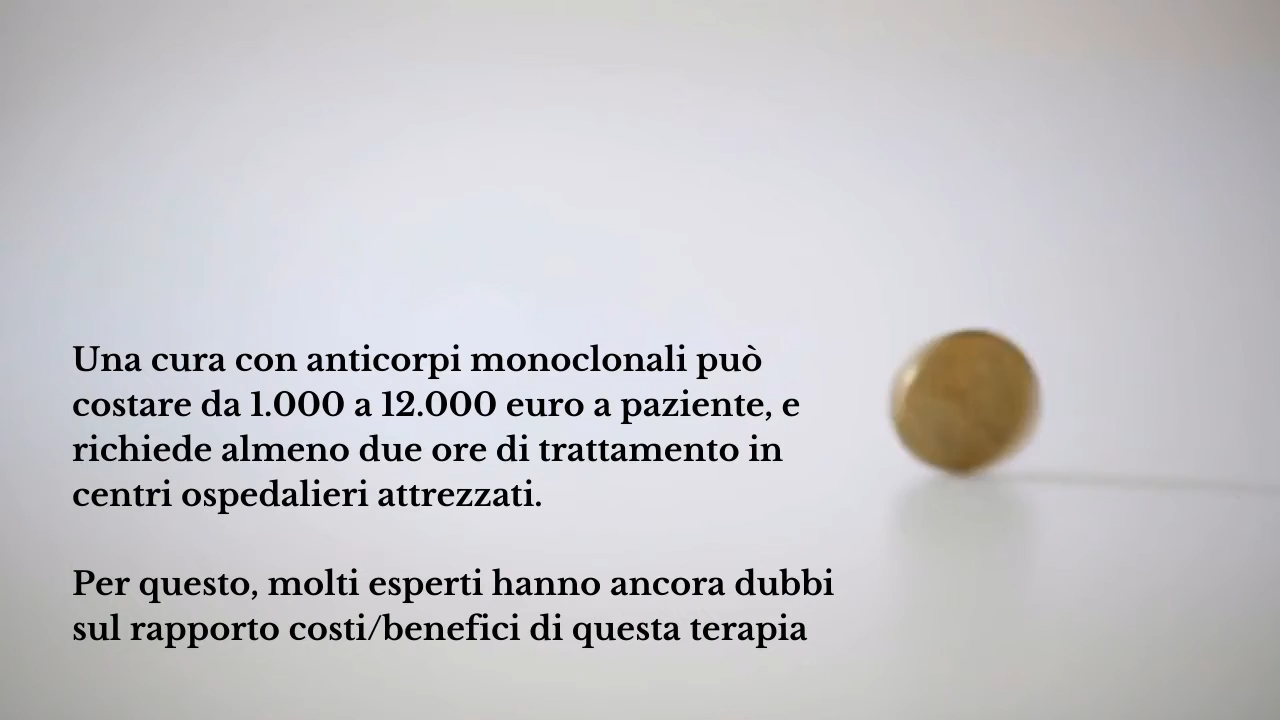 Una cura con anticorpi monoclonali può
costare da 1.000 a 12.000 euro a paziente, e
richiede almeno due ore di trattamento in
centri ospedalieri attrezzati.
Per questo, molti esperti hanno ancora dubbi
sul rapporto costi/benefici di questa terapia